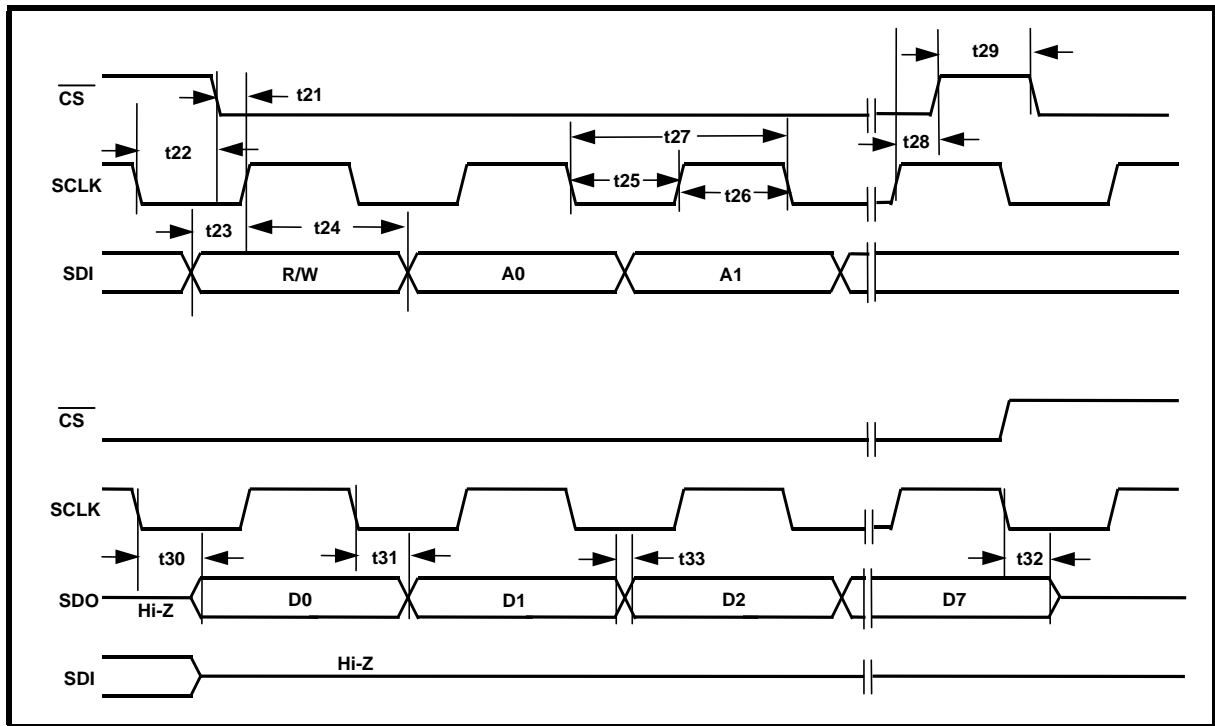 t29
CS
t21
t27
t28
t22
SCLK
t25
t26
t23
t24
SDI
R/W
A0
A1
CS
SCLK
t30
t31
t33
t32
SDO
Hi-Z
D0
D1
D2
D7
Hi-Z
SDI